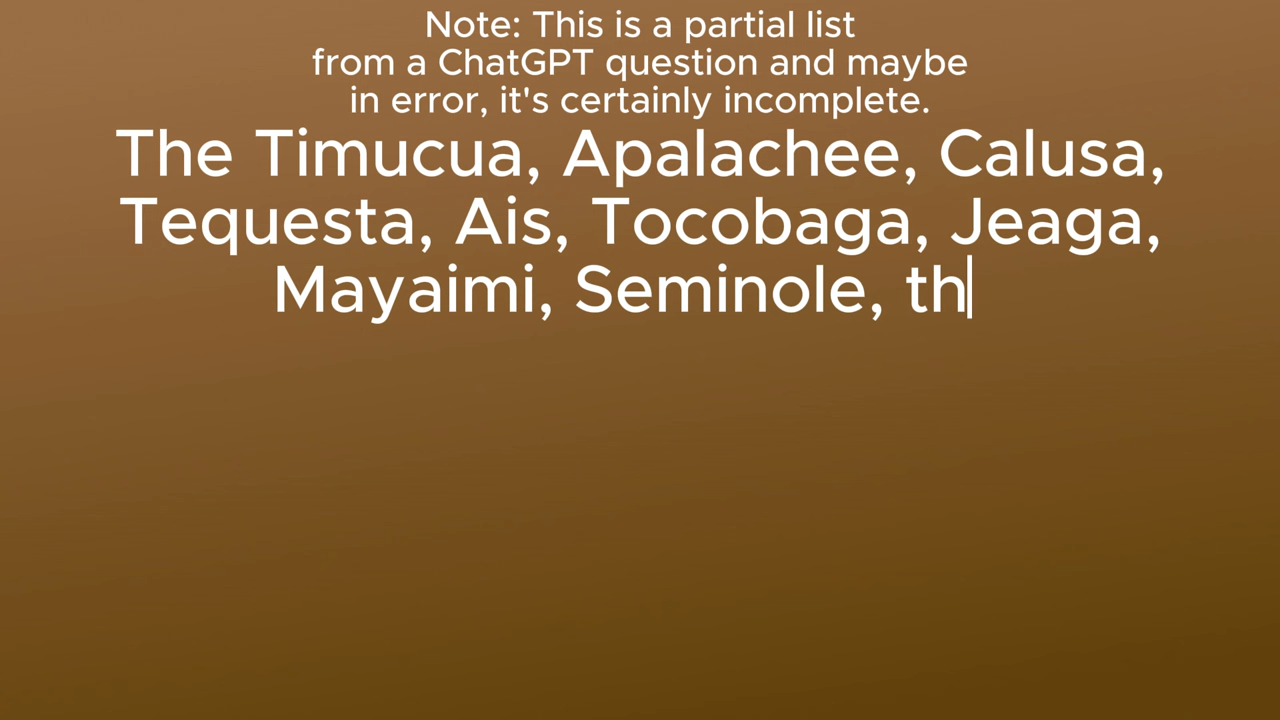 Note: This is a partial list
from a ChatGPT question and maybe
in error, it's certainly incomplete.
The Timucua, Apalachee, Calusa,
Tequesta, Ais, Tocobaga, Jeaga,
Mayaimi, Seminole, th